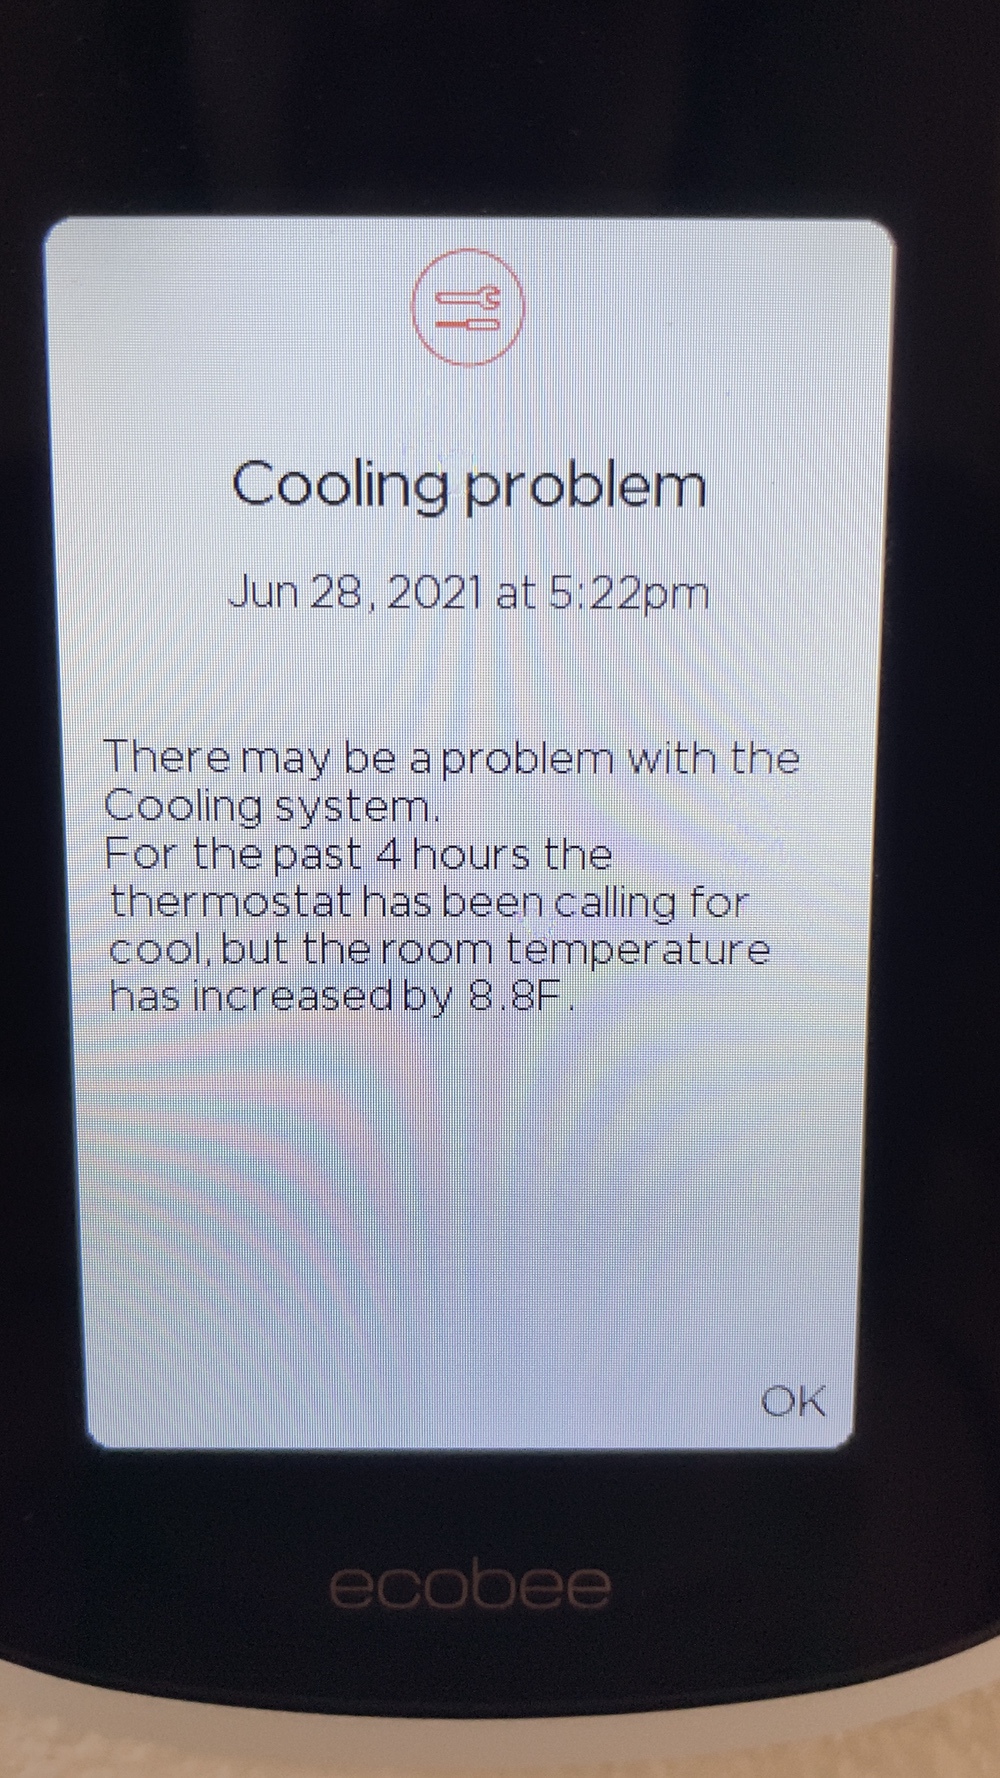 Cooling problem
Jun 28, 2021 at 5:22pm
There may be a problem with the
Cooling system.
For the past 4 hours the
thermostat has been calling for
cool, but the room temperature
has increased by 8.8F.
OK
ecobee